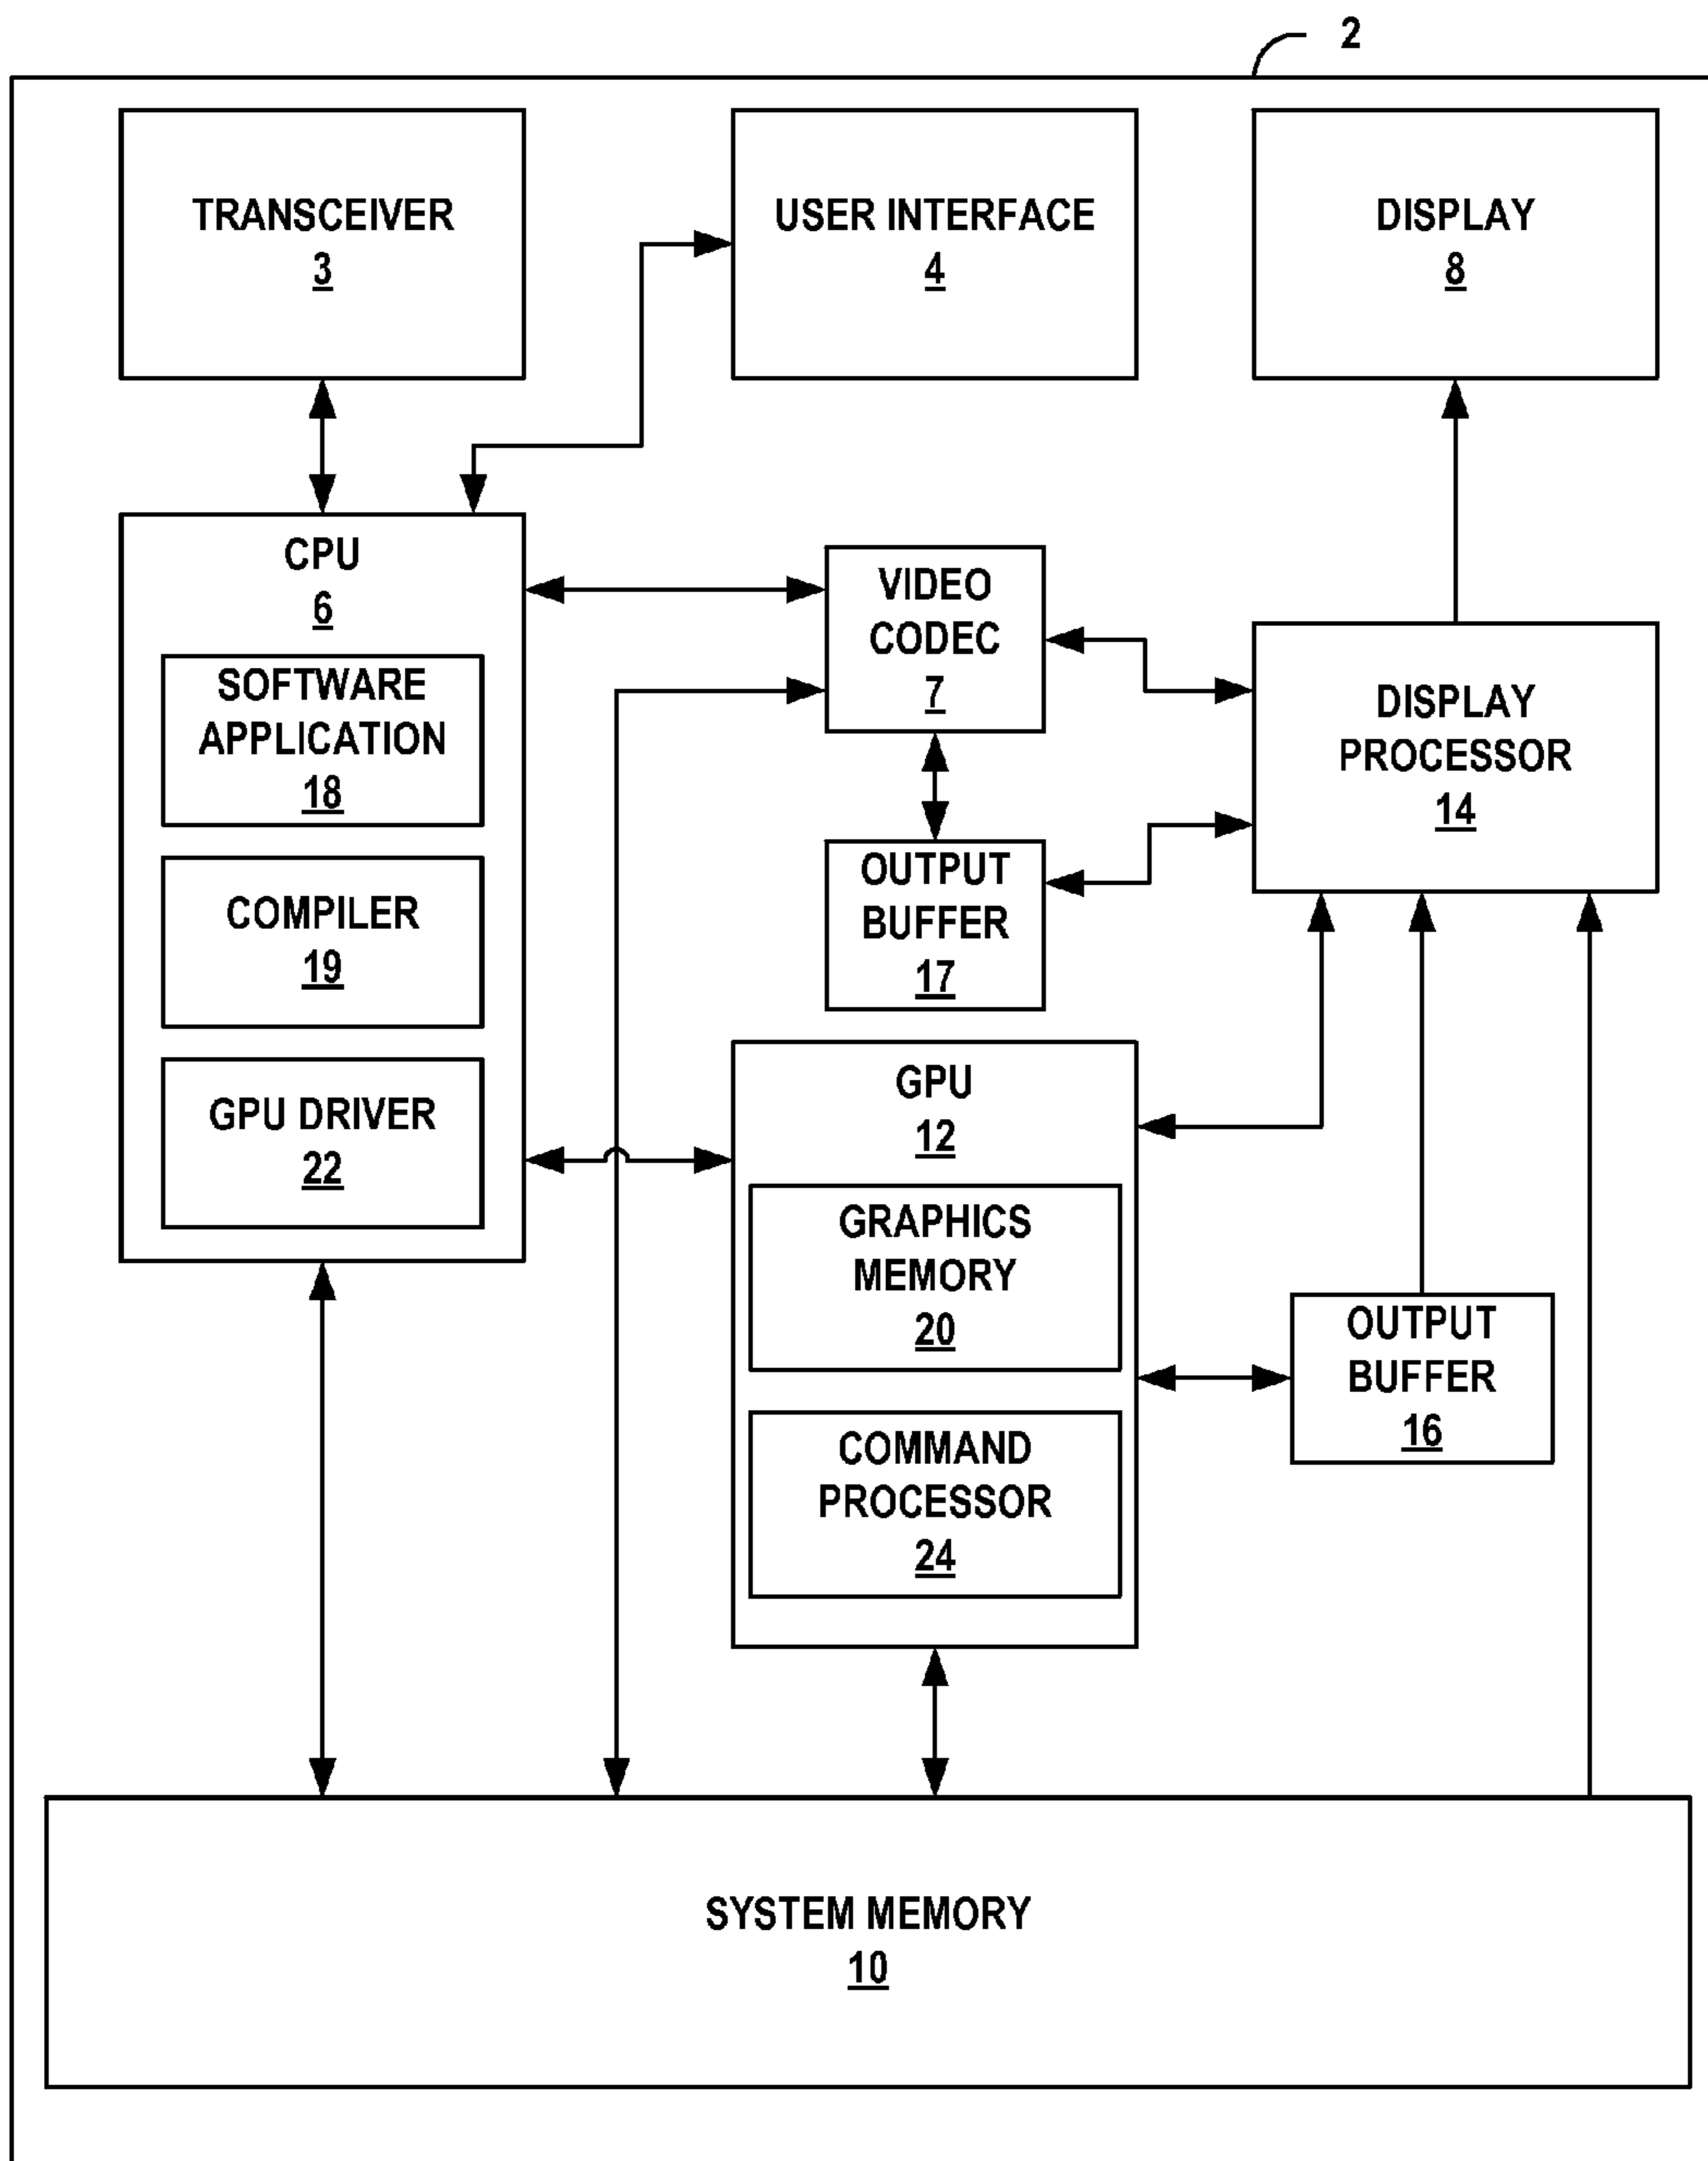 2
TRANSCEIVER
3
USER INTERFACE
4
DISPLAY
8
CPU
6
SOFTWARE
APPLICATION
18
COMPILER
19
GPU DRIVER
22
VIDEO
CODEC
7
OUTPUT
BUFFER
17
DISPLAY
PROCESSOR
14
GPU
12
GRAPHICS
MEMORY
20
COMMAND
PROCESSOR
24
OUTPUT
BUFFER
16
SYSTEM MEMORY
10